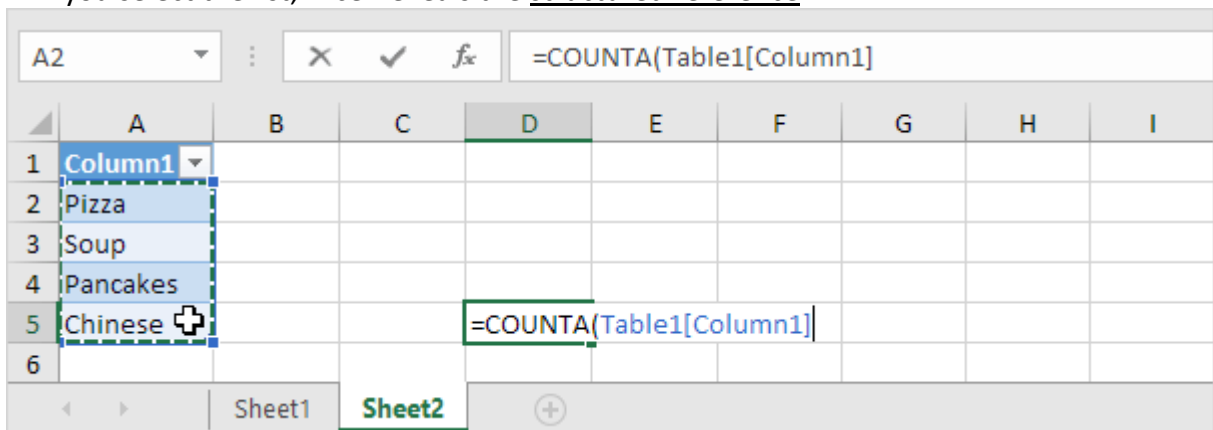 A2 fx =COUNTA(Table1[Column1]
A B C D E F G H I
1 Column1
2 Pizza
3 Soup
4 Pancakes
5 Chinese =COUNTA(Table1[Column1]
6
Sheet1 Sheet2